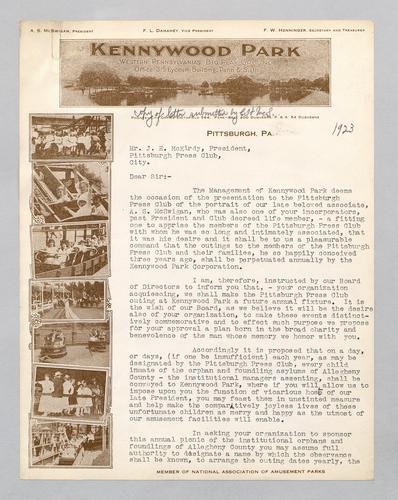 A. S. McSwigan, President F. L. Danahey, Vice President F. W. Henninger, Secretary and Treasurer
Kennywood Park
Western Pennsylvania's Big
Office 3 Lyceum Building, Penn & Sixth
Copy of letter submitted by
Pittsburgh, Pa. 1923
Mr. J. H. McGirdy, President,
Pittsburgh Press Club,
City.
Dear Sir:-
The Management of Kennywood Park deems
the occasion of the presentation to the Pittsburgh
Press Club of the portrait of our late beloved associate,
A. S. McSwigan, who was also one of your incorporators,
past President and Club decreed life member, - a fitting
one to apprise the members of the Pittsburgh Press Club
with whom he was so long and intimately associated, that
it was his desire and it shall be to us a pleasurable
command that the outings to the members of the Pittsburgh
Press Club and their families, he so happily conceived
three years ago, shall be perpetuated annually by the
Kennywood Park Corporation.
I am, therefore, instructed by our Board
of Directors to inform you that, - your organization
acquiescing, we shall make the Pittsburgh Press Club
outing at Kennywood Park a future annual fixture. It is
the wish of our Board, as we believe it will be the desire
also of your organization, to make these events distinct-
ively commemorative and to effect such purpose we propose
for your approval a plan born in the broad charity and
benevolence of the man whose memory we honor with you.
Accordingly it is proposed that on a day,
or days, (if one be insufficient) each year, as may be
designated by the Pittsburgh Press Club, every child
inmate of the orphan and foundling asylums of Allegheny
County - the institutional managers assenting, shall be
conveyed to Kennywood Park, where if you will allow us to
impose upon you the function of vicarious host of our
late President, you may feast them in unstinted measure
and help make the comparatively joyless lives of these
unfortunate children as merry and happy as the utmost of
our amusement facilities will enable.
In asking your organization to sponsor
this annual picnic of the institutional orphans and
foundlings of Allegheny County you may assume full
authority to designate a name by which the observance
shall be known, to arrange the outing dates yearly, the
MEMBER OF NATIONAL ASSOCIATION OF AMUSEMENT PARKS